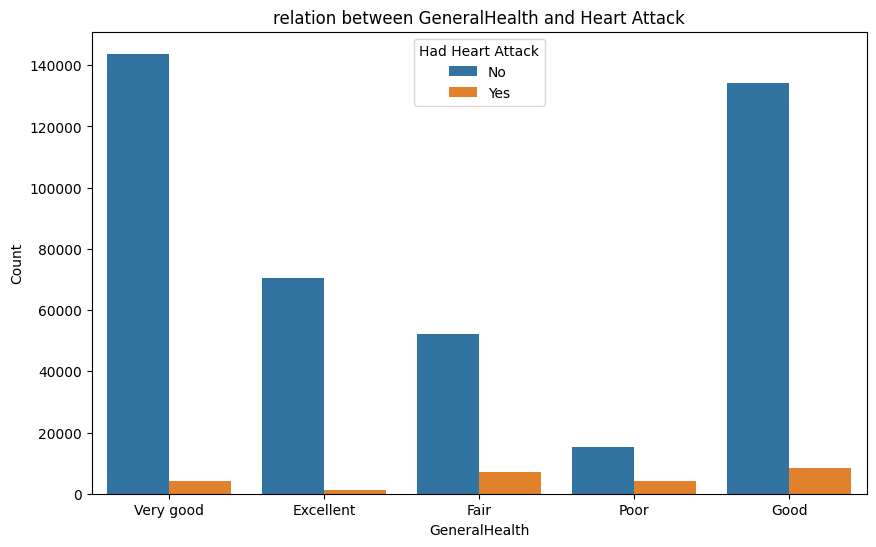 relation between GeneralHealth and Heart Attack
Had Heart Attack
No
Yes
Count
140000
120000
100000
80000
60000
40000
20000
0
Very good Excellent Fair Poor Good
GeneralHealth